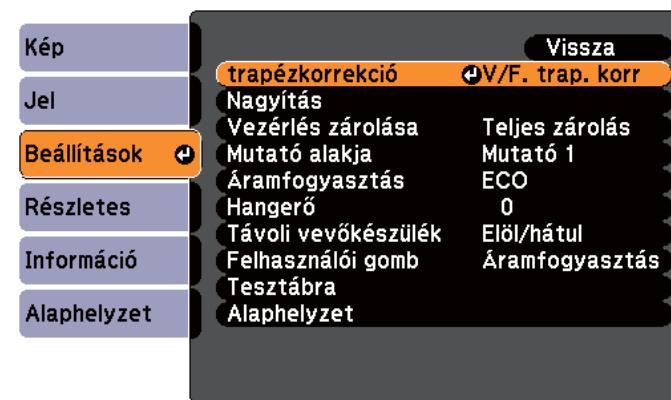 Kép
Jel
Beállítások
Részletes
Információ
Alaphelyzet
Vissza
trapézkorrekció V/F. trap. korr
Nagyítás
Vezérlés zárolása Teljes zárolás
Mutató alakja Mutató 1
Áramfogyasztás ECO
Hangerő 0
Távoli vevőkészülék Elöl/hátul
Felhasználói gomb Áramfogyasztás
Tesztábra
Alaphelyzet